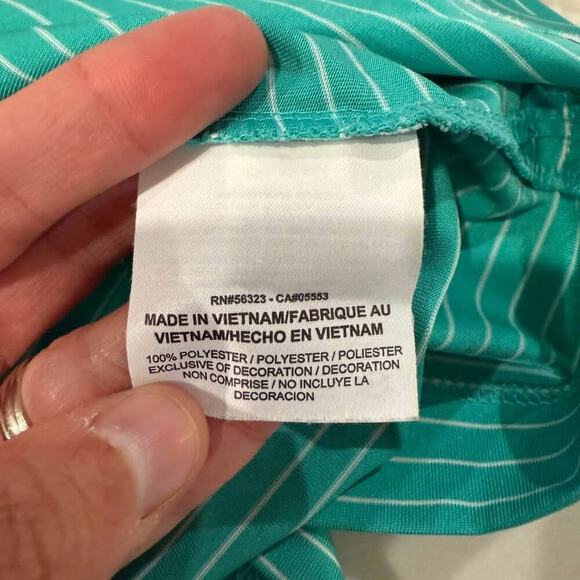 RN#56323 - CA#05553
MADE IN VIETNAM/FABRIQUE AU
VIETNAM/HECHO EN VIETNAM
100% POLYESTER / POLYESTER / POLIESTER
EXCLUSIVE OF DECORATION / DECORATION
NON COMPRISE / NO INCLUYE LA
DECORACION